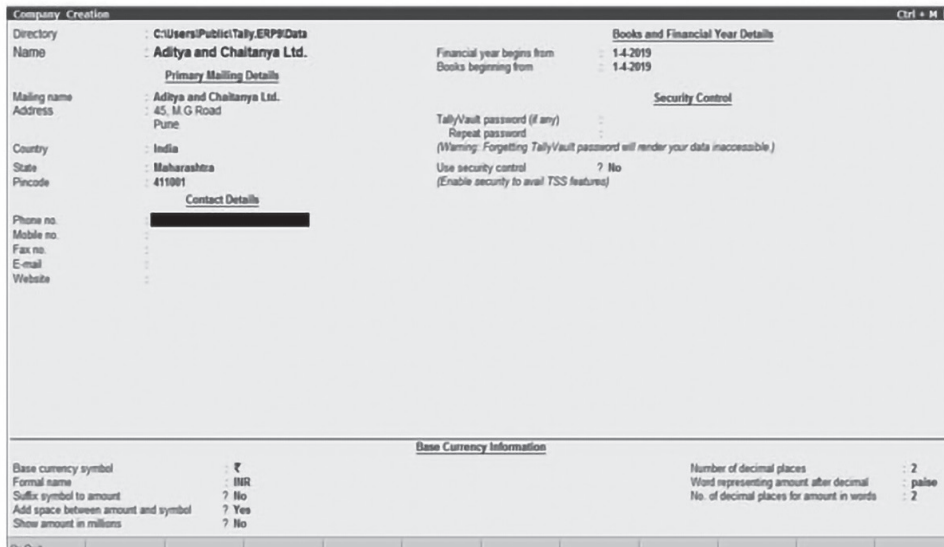 Company Creation Ctrl + M
Directory : C:\Users\Public\Tally.ERP9\Data
Name : Aditya and Chaitanya Ltd.
Primary Mailing Details
Mailing name : Aditya and Chaitanya Ltd.
Address : 45, M.G Road
Pune
Country : India
State : Maharashtra
Pincode : 411001
Contact Details
Phone no. :
Mobile no. :
Fax no. :
E-mail :
Website :
Books and Financial Year Details
Financial year begins from : 1-4-2019
Books beginning from : 1-4-2019
Security Control
TallyVault password (if any) :
Repeat password :
(Warning: Forgetting TallyVault password will render your data inaccessible.)
Use security control ? No
(Enable security to avail TSS features)
Base Currency Information
Base currency symbol : ₹
Formal name : INR
Suffix symbol to amount ? No
Add space between amount and symbol ? Yes
Show amount in millions ? No
Number of decimal places : 2
Word representing amount after decimal : paise
No. of decimal places for amount in words : 2